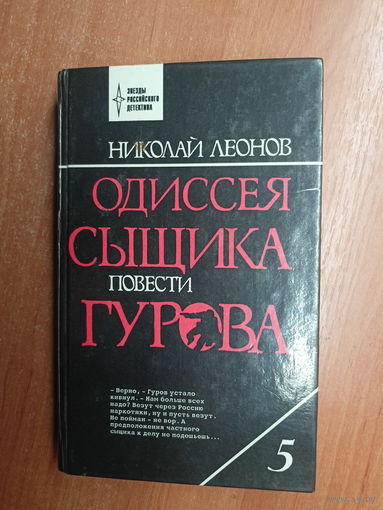 ЗВЕЗДЫ
РОССИЙСКОГО
ДЕТЕКТИВА
НИКОЛАЙ ЛЕОНОВ
ОДИССЕЯ
СЫЩИКА
ПОВЕСТИ
ГУРОВА
– Верно, – Гуров устало
кивнул. – Нам больше всех
надо? Везут через Россию
наркотики, ну и пусть везут.
Не пойман – не вор. А
предположения частного
сыщика к делу не подошьешь...
5